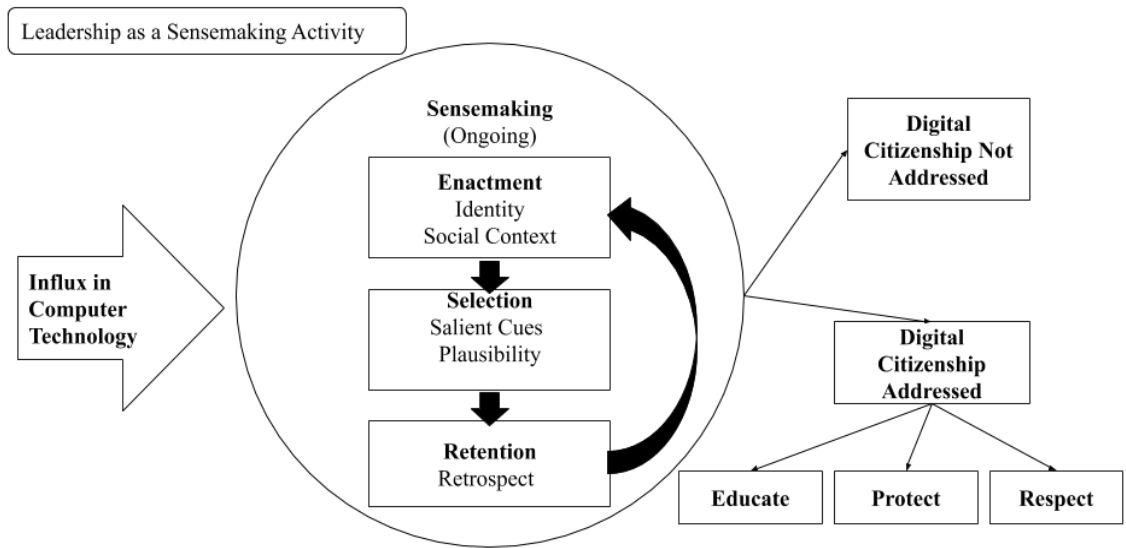 Leadership as a Sensemaking Activity
Influx in
Computer
Technology
Sensemaking
(Ongoing)
Enactment
Identity
Social Context
Selection
Salient Cues
Plausibility
Retention
Retrospect
Digital
Citizenship Not
Addressed
Digital
Citizenship
Addressed
Educate
Protect
Respect